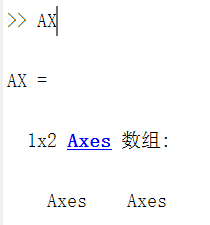 >> AX
AX =
1x2 Axes 数组:
Axes    Axes